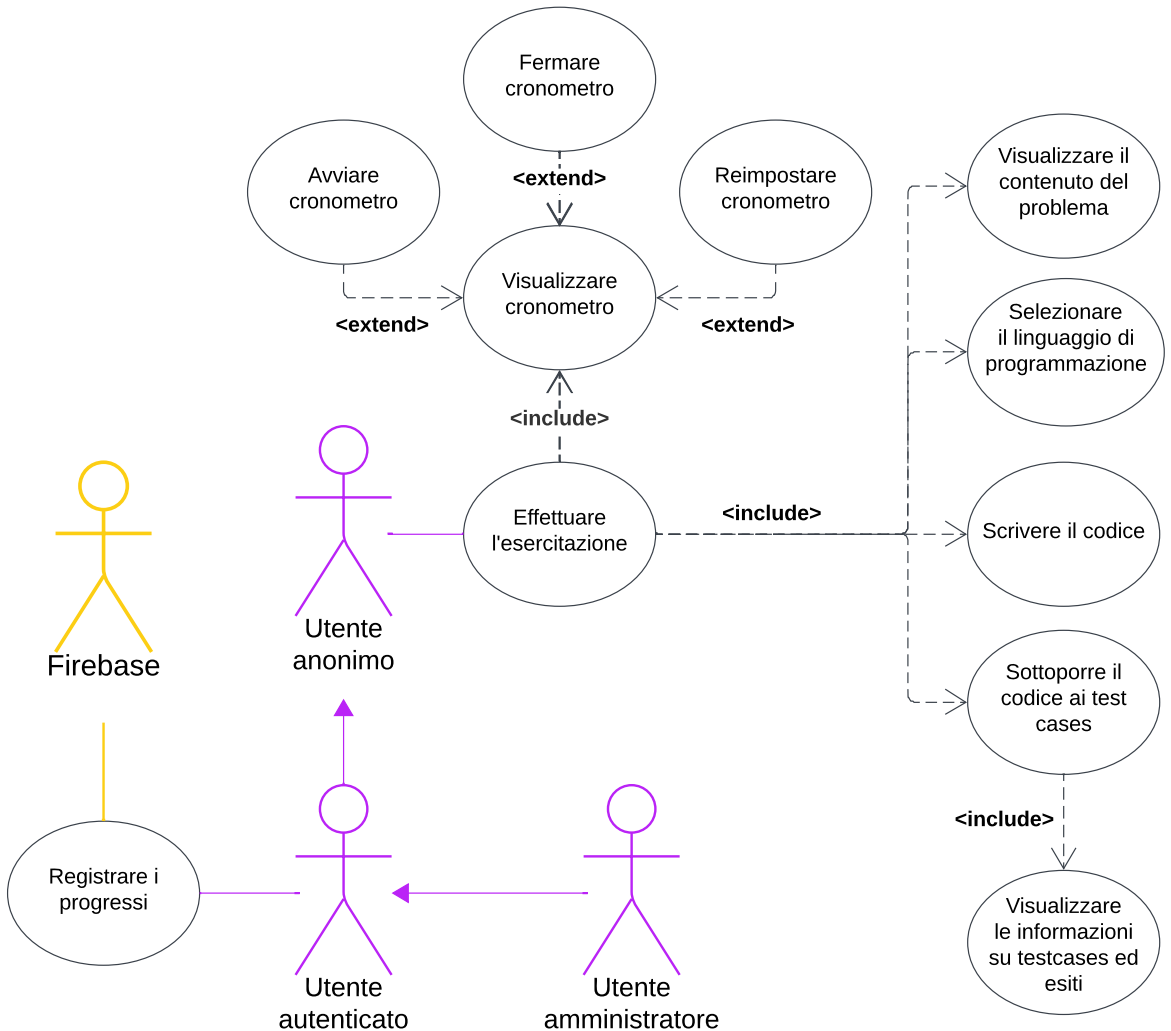 Fermare
cronometro
Avviare
cronometro
<extend>
Reimpostare
cronometro
Visualizzare il
contenuto del
problema
Visualizzare
cronometro
<extend>
<extend>
Selezionare
il linguaggio di
programmazione
<include>
Effettuare
l'esercitazione
<include>
Scrivere il codice
Utente
anonimo
Firebase
Sottoporre il
codice ai test
cases
<include>
Registrare i
progressi
Visualizzare
le informazioni
su testcases ed
esiti
Utente
autenticato
Utente
amministratore